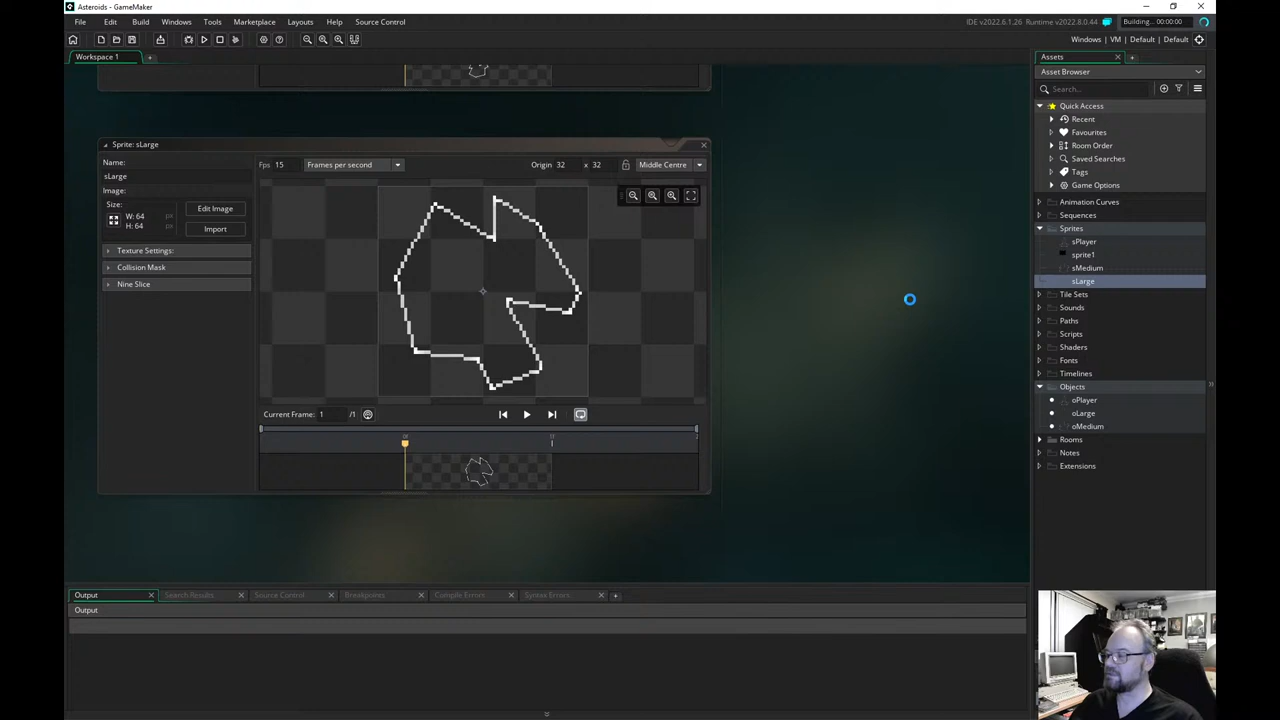 Asteroids - GameMaker
File Edit Build Windows Tools Marketplace Layouts Help Source Control
IDE v2022.6.1.26 Runtime v2022.8.0.44 Building... 00:00:00
Windows | VM | Default | Default
Workspace 1
Assets
Asset Browser
Search...
Quick Access
Recent
Favourites
Room Order
Saved Searches
Tags
Game Options
Animation Curves
Sequences
Sprites
sPlayer
sprite1
sMedium
sLarge
Tile Sets
Sounds
Paths
Scripts
Shaders
Fonts
Timelines
Objects
oPlayer
oLarge
oMedium
Rooms
Notes
Extensions
Sprite: sLarge
Name:
sLarge
Image:
Size:
W: 64
H: 64
Edit Image
Import
Texture Settings:
Collision Mask
Nine Slice
Fps 15 Frames per second Origin 32 x 32 Middle Centre
Current Frame: 1 /1
Output Search Results Source Control Breakpoints Compile Errors Syntax Errors
Output